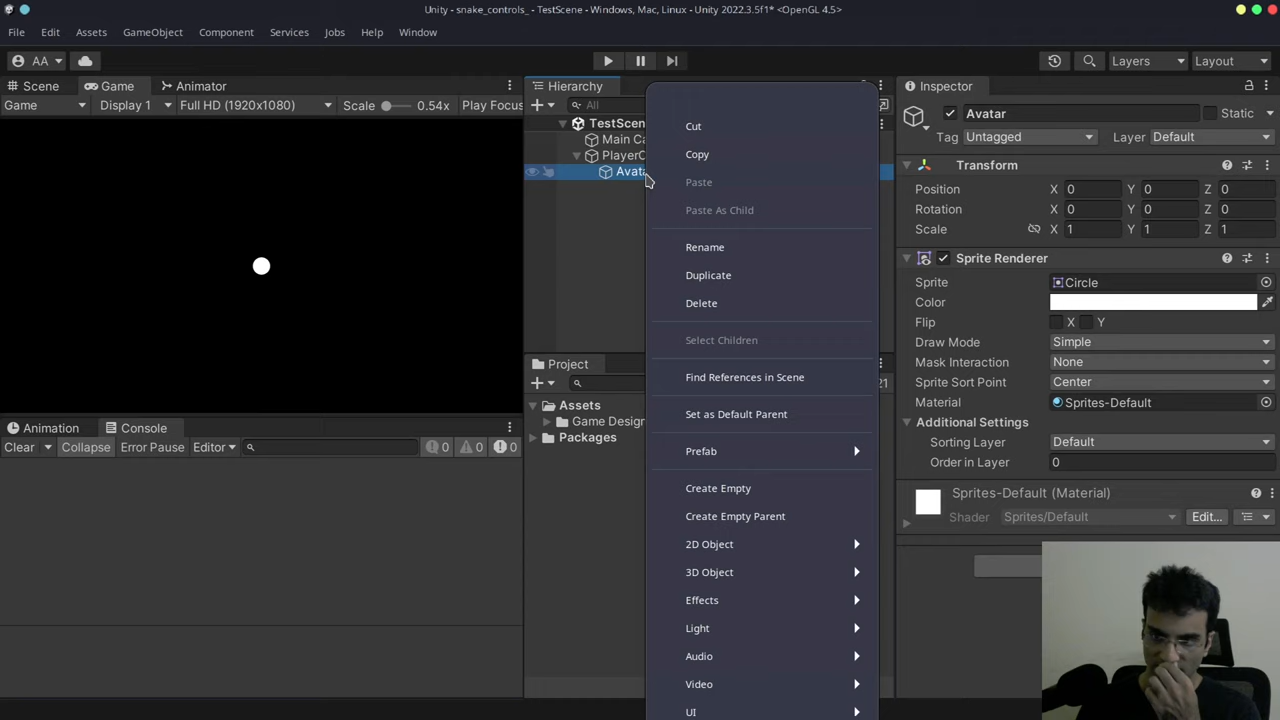 Unity - snake_controls_ - TestScene - Windows, Mac, Linux - Unity 2022.3.5f1* <OpenGL 4.5>
File Edit Assets GameObject Component Services Jobs Help Window
AA Layers Layout
Scene Game Animator
Game Display 1 Full HD (1920x1080) Scale 0.54x Play Focus
Clear Collapse Error Pause Editor 0 0 0
Animation Console
Hierarchy
All
TestScen
Main Ca
PlayerC
Avata
Project
21
Assets
Game Design
Packages
Cut
Copy
Paste
Paste As Child
Rename
Duplicate
Delete
Select Children
Find References in Scene
Set as Default Parent
Prefab
Create Empty
Create Empty Parent
2D Object
3D Object
Effects
Light
Audio
Video
UI
Inspector
Avatar Static
Tag Untagged Layer Default
Transform
Position X 0 Y 0 Z 0
Rotation X 0 Y 0 Z 0
Scale X 1 Y 1 Z 1
Sprite Renderer
Sprite Circle
Color
Flip X Y
Draw Mode Simple
Mask Interaction None
Sprite Sort Point Center
Material Sprites-Default
Additional Settings
Sorting Layer Default
Order in Layer 0
Sprites-Default (Material)
Shader Sprites/Default Edit...